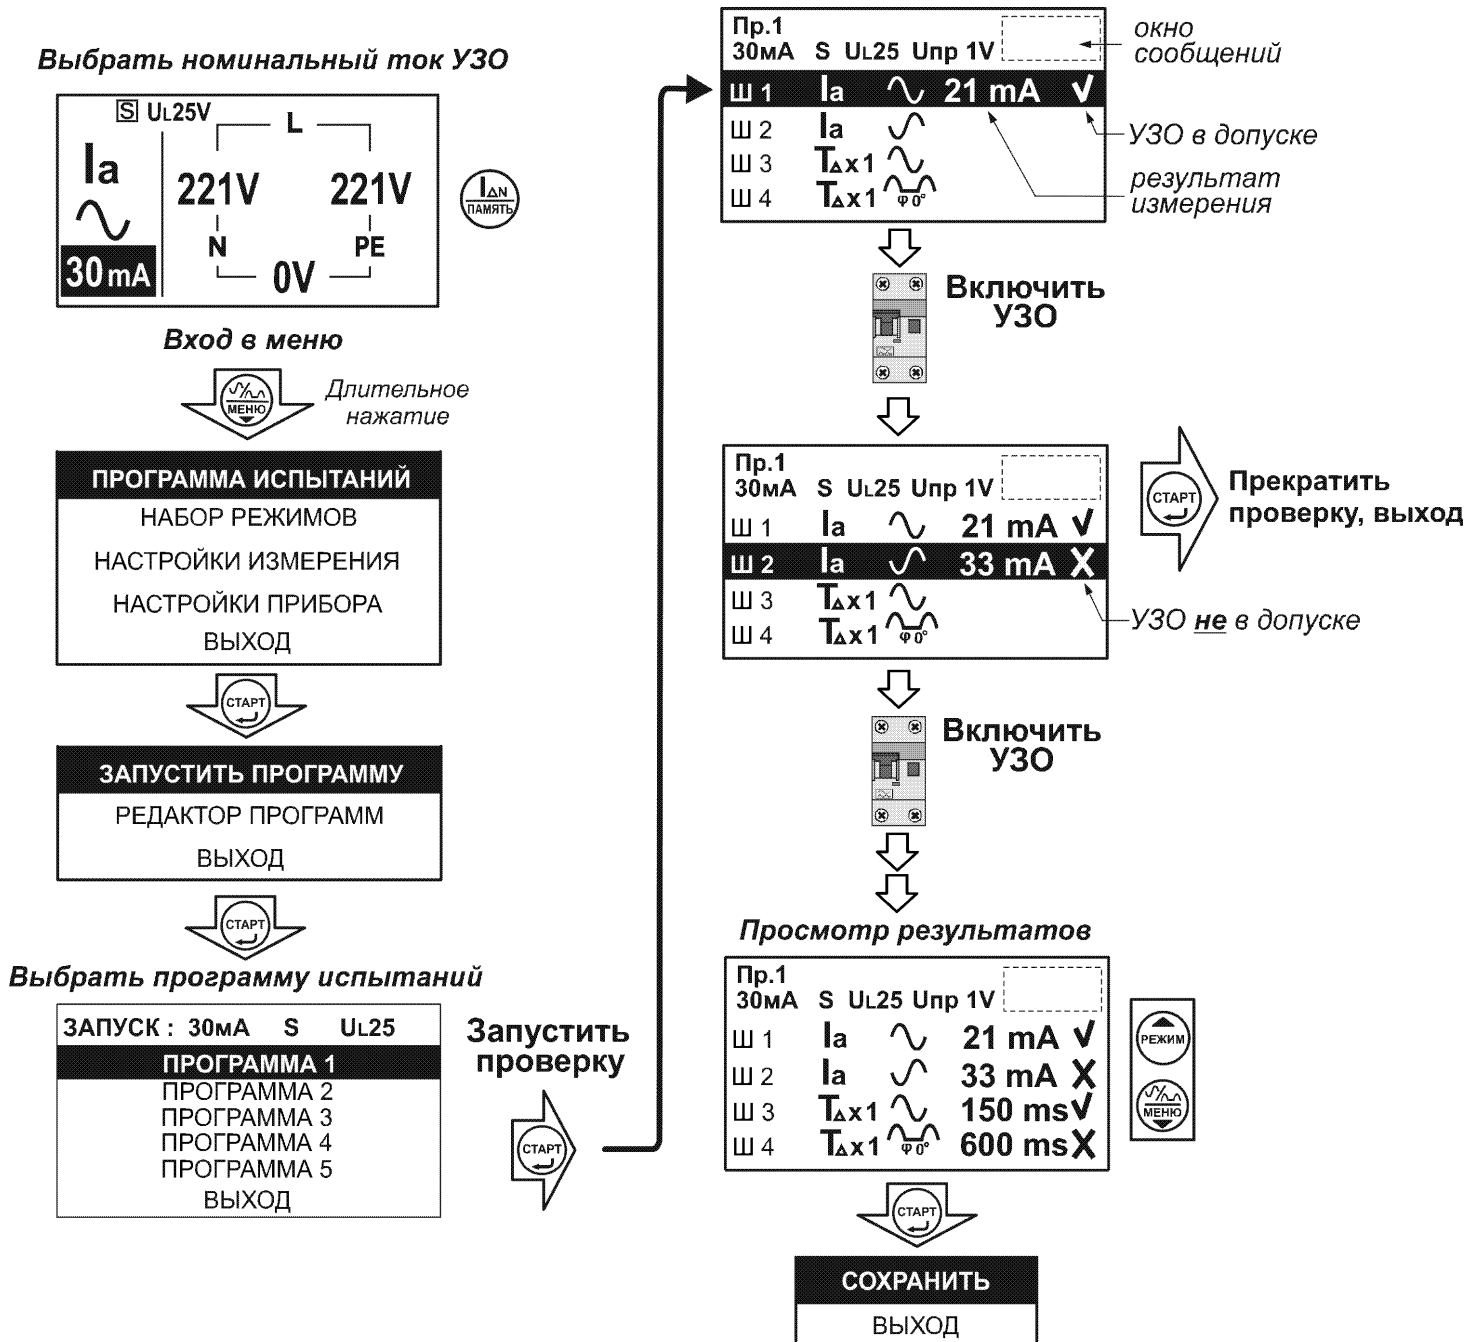 Выбрать номинальный ток УЗО
S UL25V
Ia
L
221V 221V
N PE
30 mA
0V
IΔN
ПАМЯТЬ
Вход в меню
МЕНЮ
Длительное
нажатие
ПРОГРАММА ИСПЫТАНИЙ
НАБОР РЕЖИМОВ
НАСТРОЙКИ ИЗМЕРЕНИЯ
НАСТРОЙКИ ПРИБОРА
ВЫХОД
СТАРТ
ЗАПУСТИТЬ ПРОГРАММУ
РЕДАКТОР ПРОГРАММ
ВЫХОД
СТАРТ
Выбрать программу испытаний
ЗАПУСК : 30мА S UL25
ПРОГРАММА 1
ПРОГРАММА 2
ПРОГРАММА 3
ПРОГРАММА 4
ПРОГРАММА 5
ВЫХОД
Запустить
проверку
СТАРТ
Пр.1
30мА S UL25 Uпр 1V
Ш 1 Ia 21 mA ✓
Ш 2 Ia
Ш 3 TΔx1
Ш 4 TΔx1 φ 0°
окно
сообщений
УЗО в допуске
результат
измерения
Включить
УЗО
Пр.1
30мА S UL25 Uпр 1V
Ш 1 Ia 21 mA ✓
Ш 2 Ia 33 mA X
Ш 3 TΔx1
Ш 4 TΔx1 φ 0°
СТАРТ
Прекратить
проверку, выход
УЗО не в допуске
Включить
УЗО
Просмотр результатов
Пр.1
30мА S UL25 Uпр 1V
Ш 1 Ia 21 mA ✓
Ш 2 Ia 33 mA X
Ш 3 TΔx1 150 ms ✓
Ш 4 TΔx1 φ 0° 600 ms X
РЕЖИМ
МЕНЮ
СТАРТ
СОХРАНИТЬ
ВЫХОД